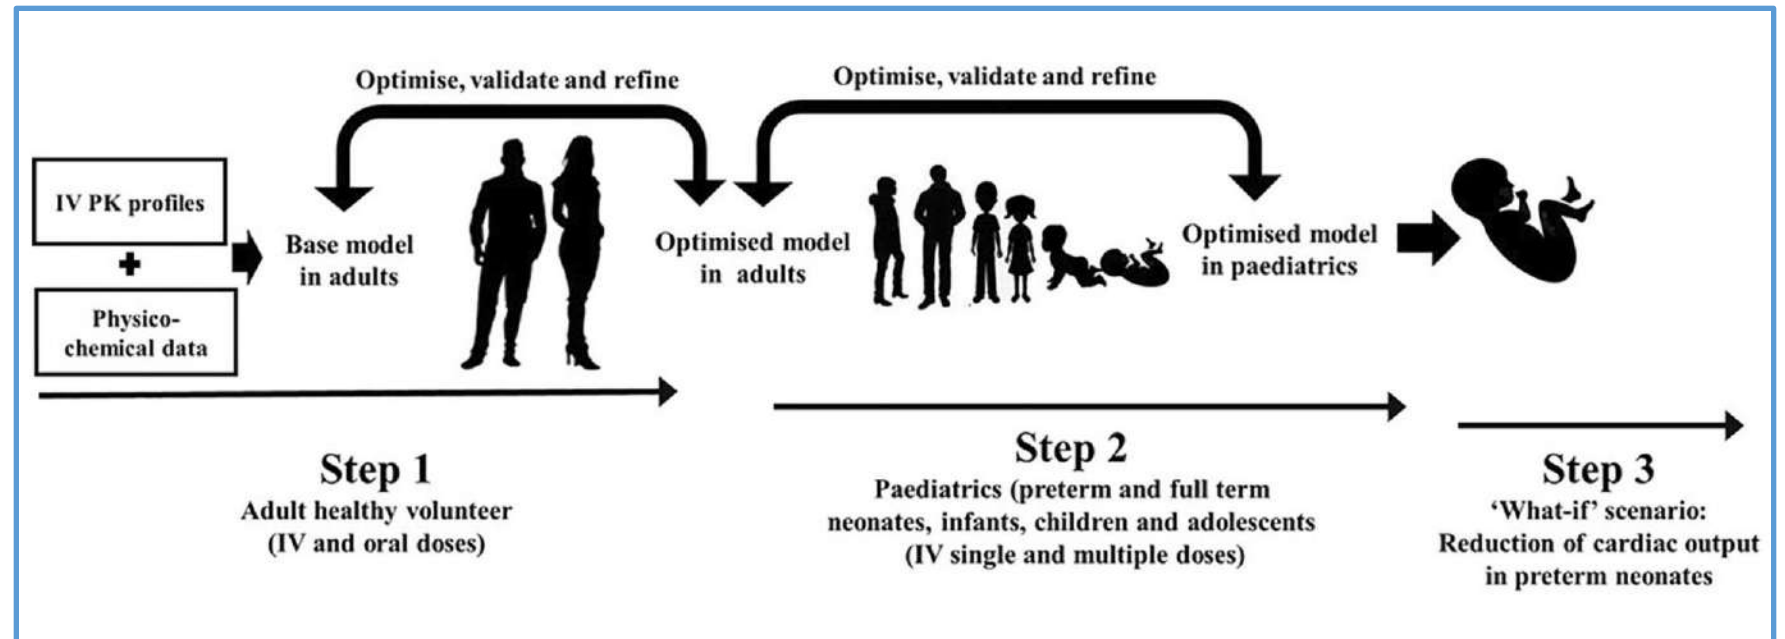 Optimise, validate and refine
Optimise, validate and refine
IV PK profiles
+
Physico-
chemical data
Base model
in adults
Optimised model
in adults
Optimised model
in paediatrics
Step 1
Adult healthy volunteer
(IV and oral doses)
Step 2
Paediatrics (preterm and full term
neonates, infants, children and adolescents
(IV single and multiple doses)
Step 3
‘What-if’ scenario:
Reduction of cardiac output
in preterm neonates